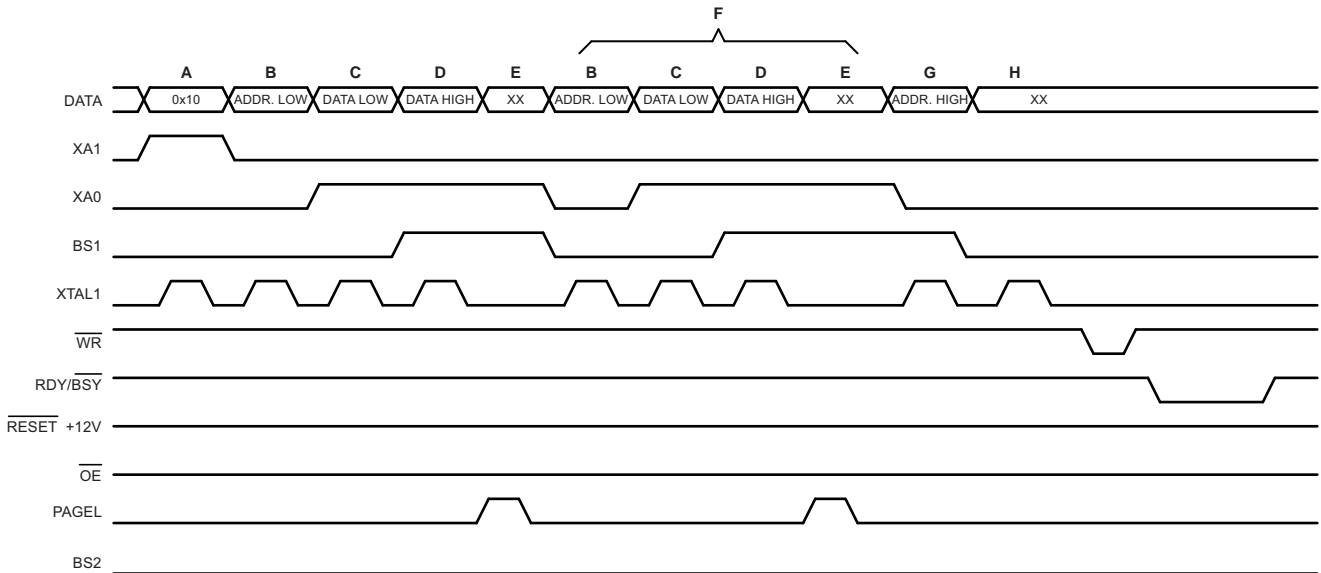 F
A B C D E B C D E G H
DATA 0x10 ADDR. LOW DATA LOW DATA HIGH XX ADDR. LOW DATA LOW DATA HIGH XX ADDR. HIGH XX
XA1
XA0
BS1
XTAL1
WR
RDY/BSY
RESET +12V
OE
PAGEL
BS2